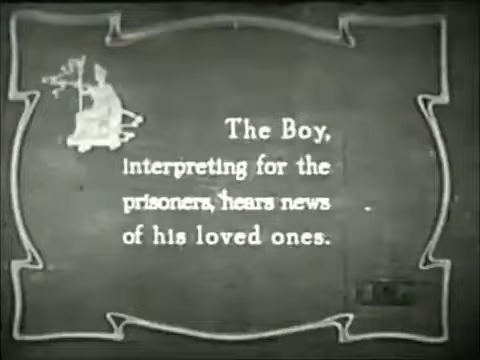 The Boy,
interpreting for the
prisoners, hears news
of his loved ones.